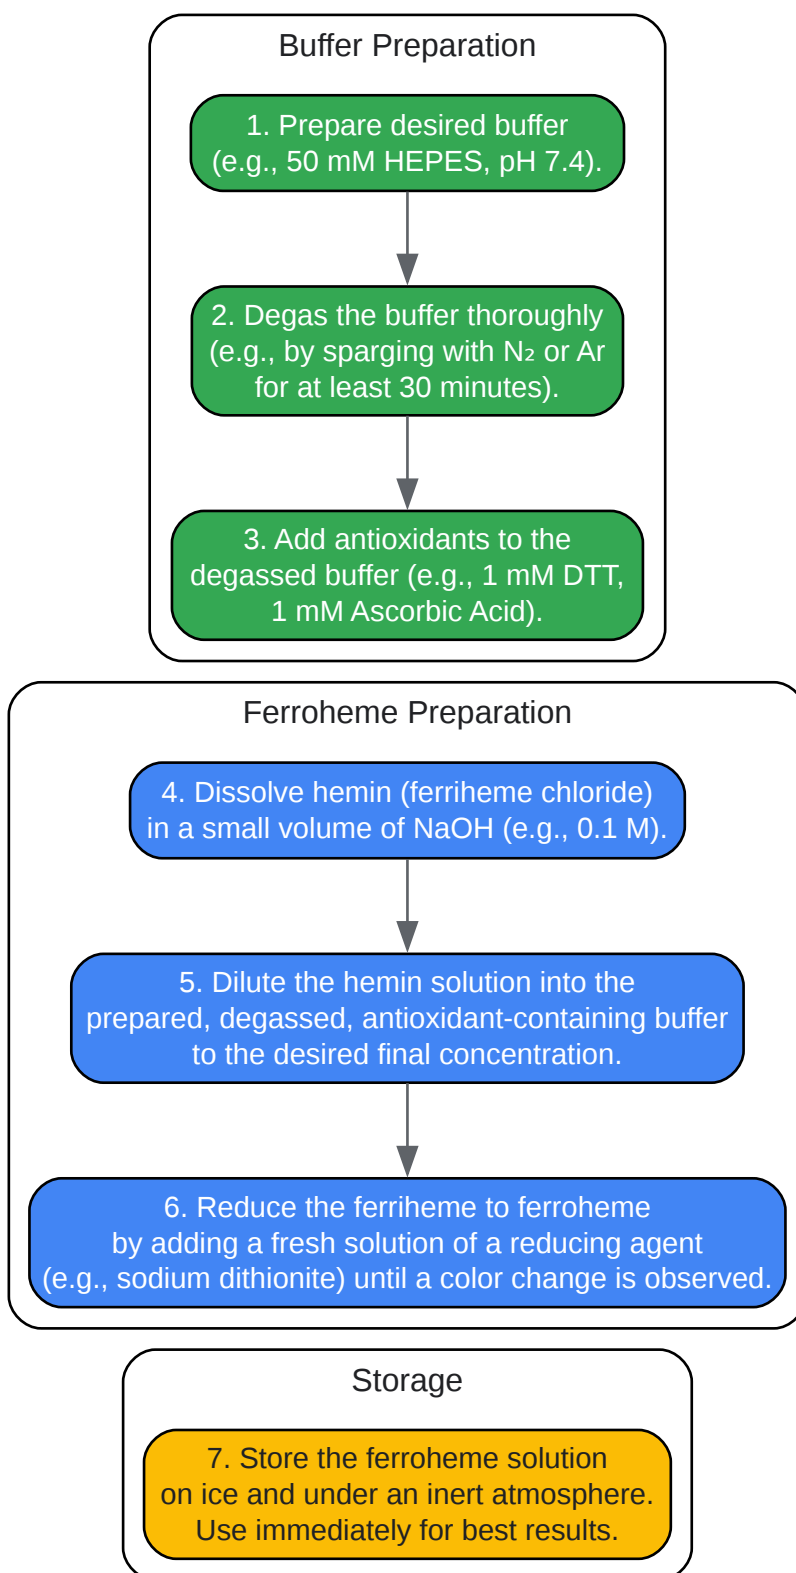 Buffer Preparation
1. Prepare desired buffer
(e.g., 50 mM HEPES, pH 7.4).
2. Degas the buffer thoroughly
(e.g., by sparging with N₂ or Ar
for at least 30 minutes).
3. Add antioxidants to the
degassed buffer (e.g., 1 mM DTT,
1 mM Ascorbic Acid).
Ferroheme Preparation
4. Dissolve hemin (ferriheme chloride)
in a small volume of NaOH (e.g., 0.1 M).
5. Dilute the hemin solution into the
prepared, degassed, antioxidant-containing buffer
to the desired final concentration.
6. Reduce the ferriheme to ferroheme
by adding a fresh solution of a reducing agent
(e.g., sodium dithionite) until a color change is observed.
Storage
7. Store the ferroheme solution
on ice and under an inert atmosphere.
Use immediately for best results.